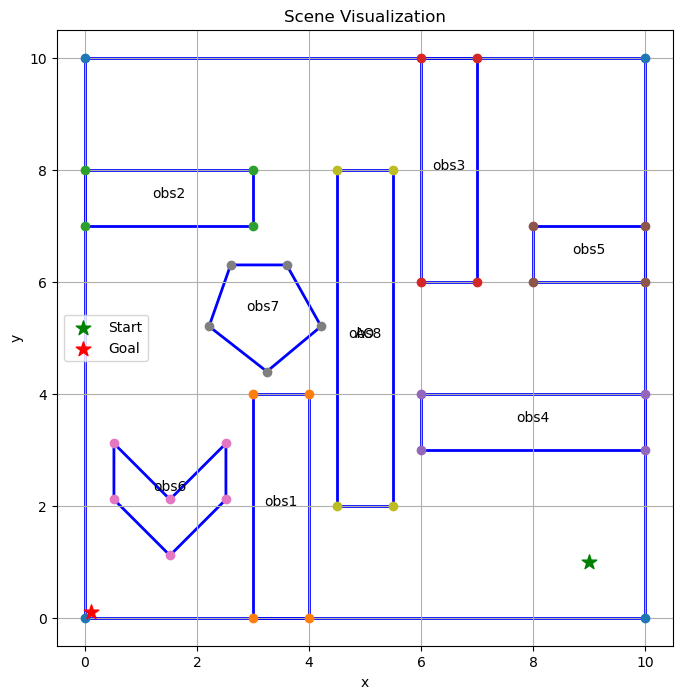 Scene Visualization
10
8
6
4
2
0
y
obs3
obs2
obs5
obs7
Start
Goal
obs4
obs6
obs1
0
2
4
6
8
10
x